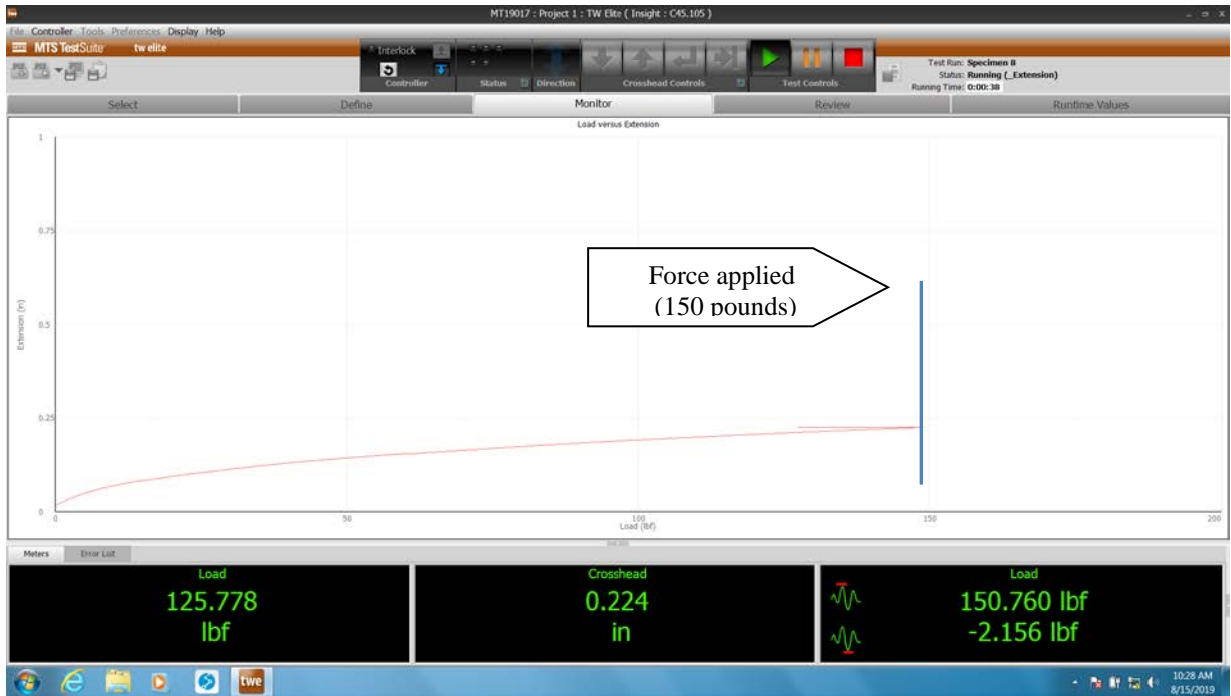 MT19017 : Project 1 : TW Elite ( Insight : C45.105 )
File Controller Tools Preferences Display Help
MTS TestSuite tw elite
Interlock
Controller
Status
Direction
Crosshead Controls
Test Controls
Test Run: Specimen 8
Status: Running (_Extension)
Running Time: 0:00:38
Select
Define
Monitor
Review
Runtime Values
Load versus Extension
1
0.75
0.5
0.25
0
Extension (in)
Force applied
(150 pounds)
0
50
100
150
200
Load (lbf)
Meters
Error List
Load
125.778
lbf
Crosshead
0.224
in
Load
150.760 lbf
-2.156 lbf
twe
10:28 AM
8/15/2019